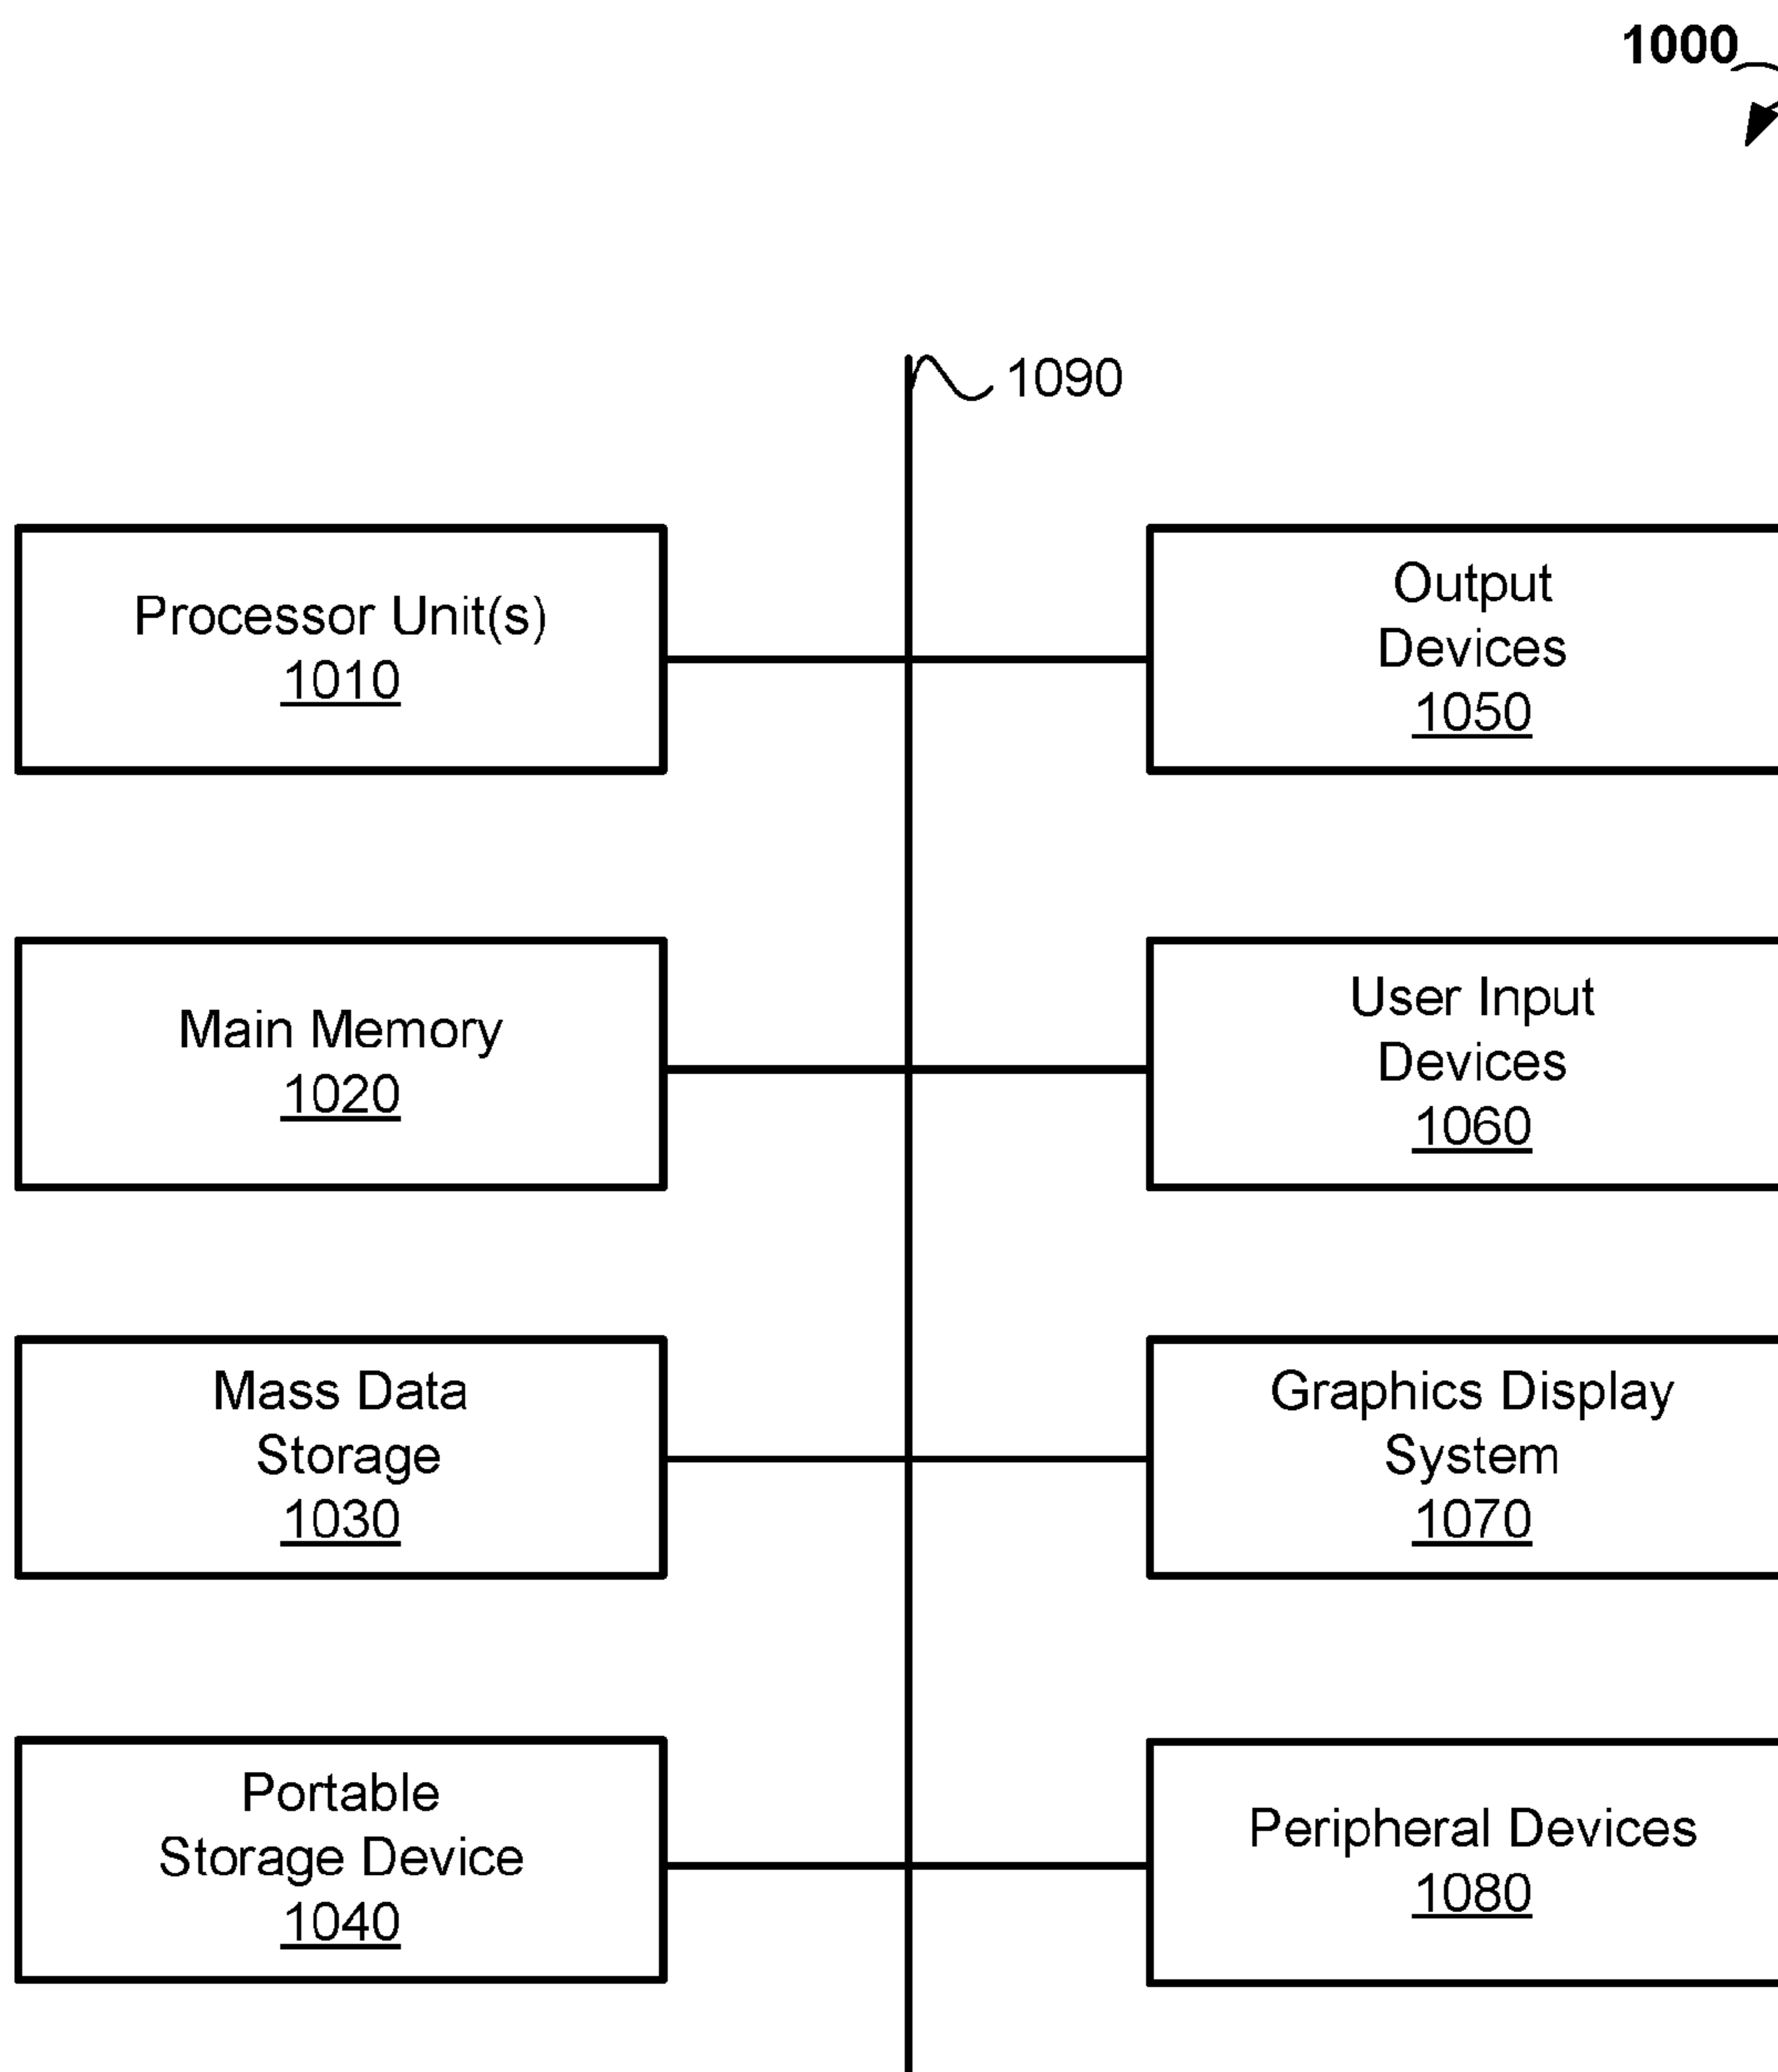 1000
1090
Processor Unit(s)
1010
Output
Devices
1050
Main Memory
1020
User Input
Devices
1060
Mass Data
Storage
1030
Graphics Display
System
1070
Portable
Storage Device
1040
Peripheral Devices
1080